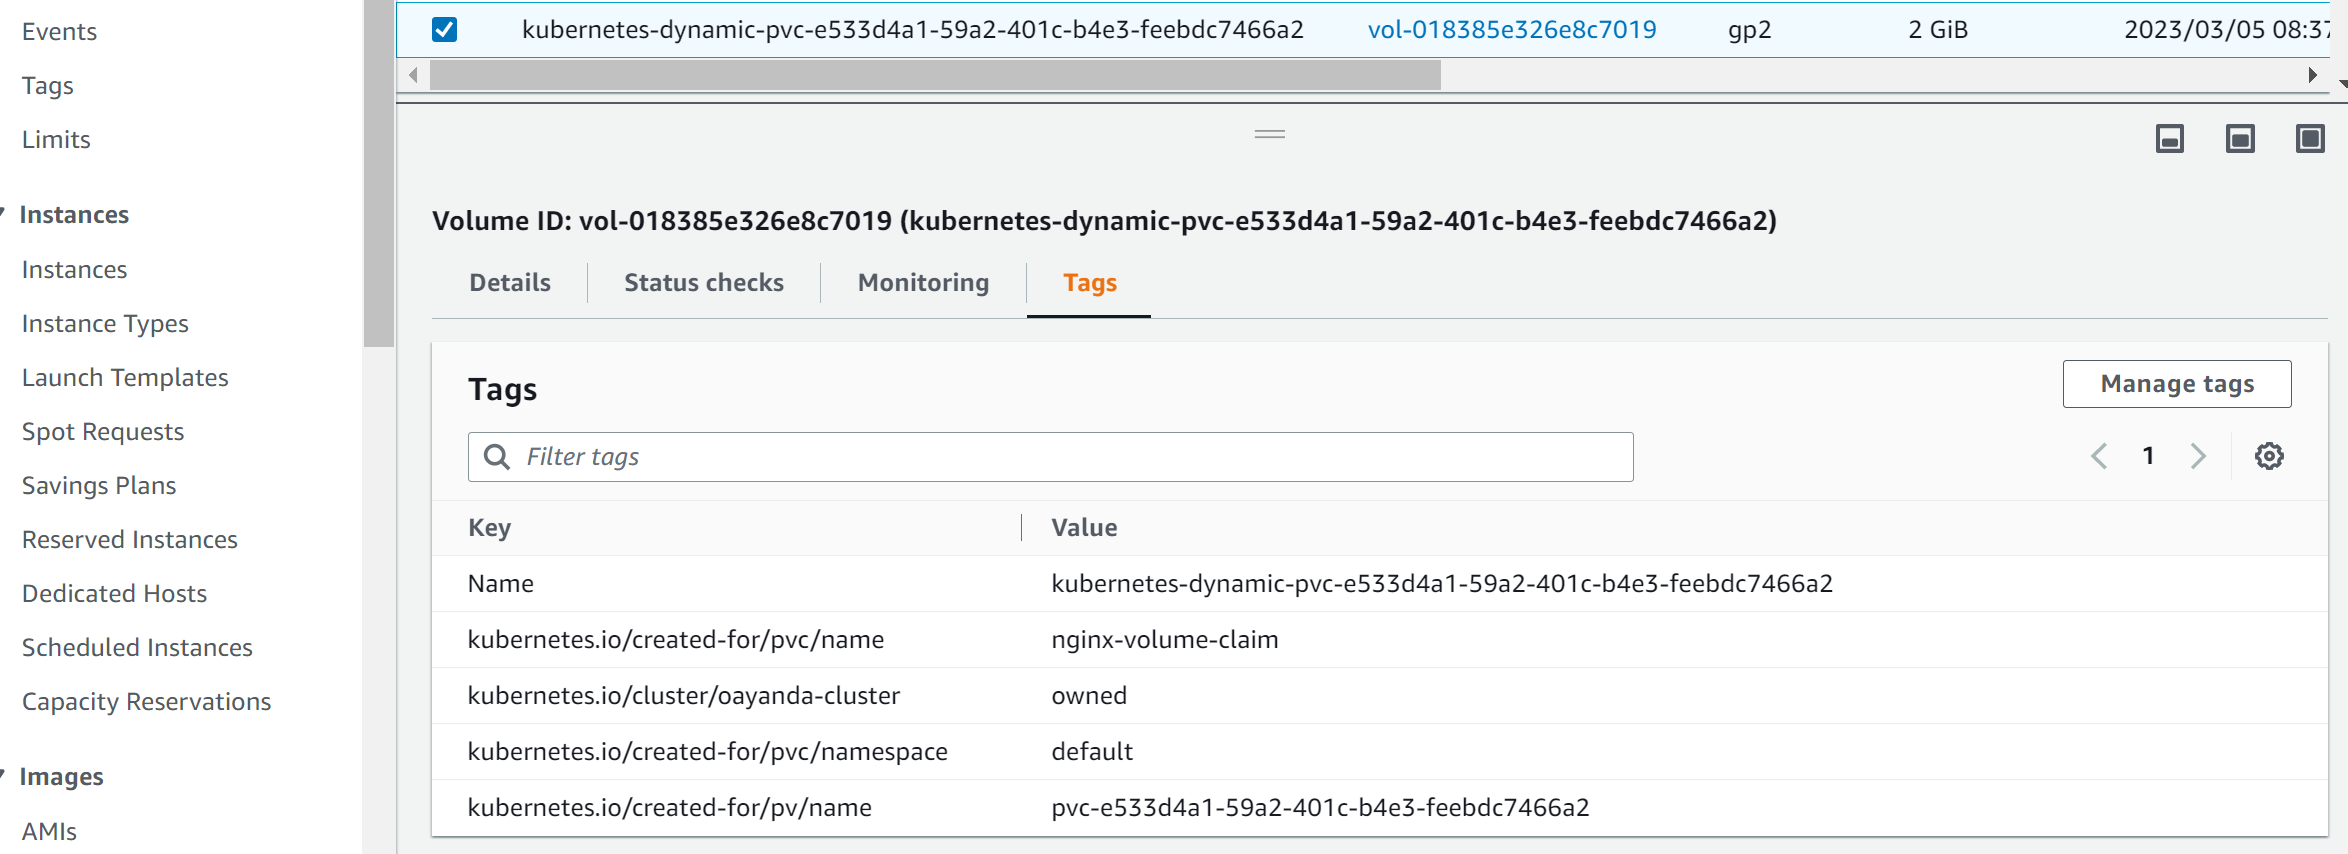 Events
Tags
Limits
Instances
Instances
Instance Types
Launch Templates
Spot Requests
Savings Plans
Reserved Instances
Dedicated Hosts
Scheduled Instances
Capacity Reservations
Images
AMIs
kubernetes-dynamic-pvc-e533d4a1-59a2-401c-b4e3-feebdc7466a2 vol-018385e326e8c7019 gp2 2 GiB 2023/03/05 08:37
Volume ID: vol-018385e326e8c7019 (kubernetes-dynamic-pvc-e533d4a1-59a2-401c-b4e3-feebdc7466a2)
Details Status checks Monitoring Tags
Tags Manage tags
Filter tags 1
Key Value
Name kubernetes-dynamic-pvc-e533d4a1-59a2-401c-b4e3-feebdc7466a2
kubernetes.io/created-for/pvc/name nginx-volume-claim
kubernetes.io/cluster/oayanda-cluster owned
kubernetes.io/created-for/pvc/namespace default
kubernetes.io/created-for/pv/name pvc-e533d4a1-59a2-401c-b4e3-feebdc7466a2